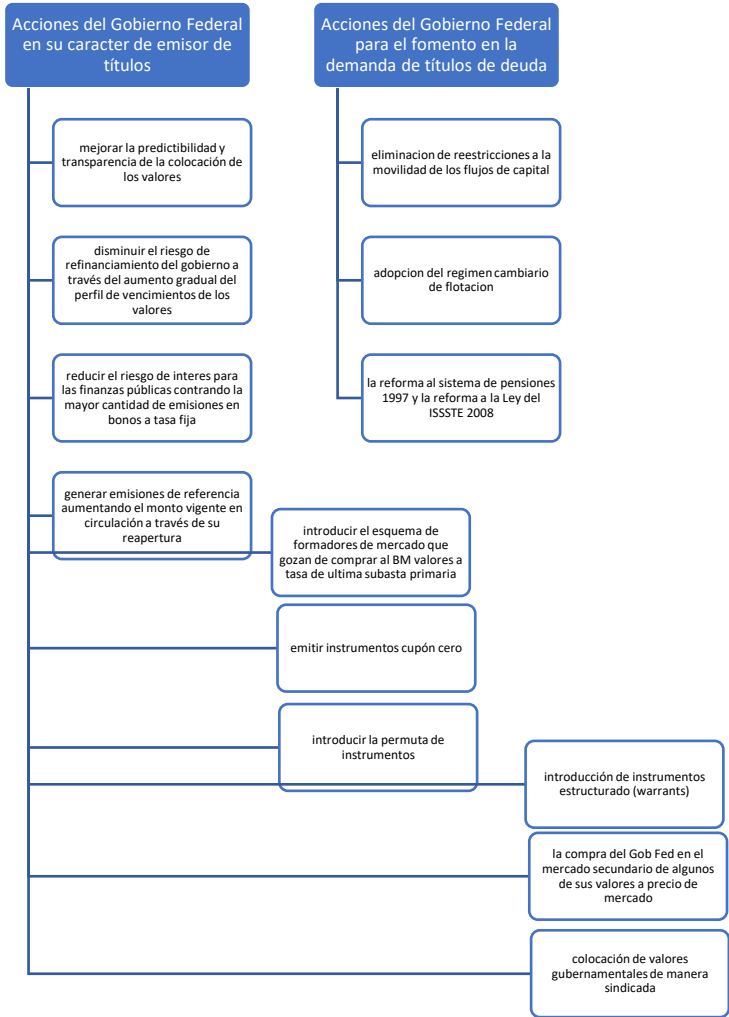 Acciones del Gobierno Federal
en su caracter de emisor de
títulos
mejorar la predictibilidad y
transparencia de la colocación de
los valores
disminuir el riesgo de
refinanciamiento del gobierno a
través del aumento gradual del
perfil de vencimientos de los
valores
reducir el riesgo de interes para
las finanzas públicas contrando la
mayor cantidad de emisiones en
bonos a tasa fija
generar emisiones de referencia
aumentando el monto vigente en
circulación a través de su
reapertura
introducir el esquema de
formadores de mercado que
gozan de comprar al BM valores a
tasa de ultima subasta primaria
emitir instrumentos cupón cero
introducir la permuta de
instrumentos
introducción de instrumentos
estructurado (warrants)
la compra del Gob Fed en el
mercado secundario de algunos
de sus valores a precio de
mercado
colocación de valores
gubernamentales de manera
sindicada
Acciones del Gobierno Federal
para el fomento en la
demanda de títulos de deuda
eliminacion de reestricciones a la
movilidad de los flujos de capital
adopcion del regimen cambiario
de flotacion
la reforma al sistema de pensiones
1997 y la reforma a la Ley del
ISSSTE 2008